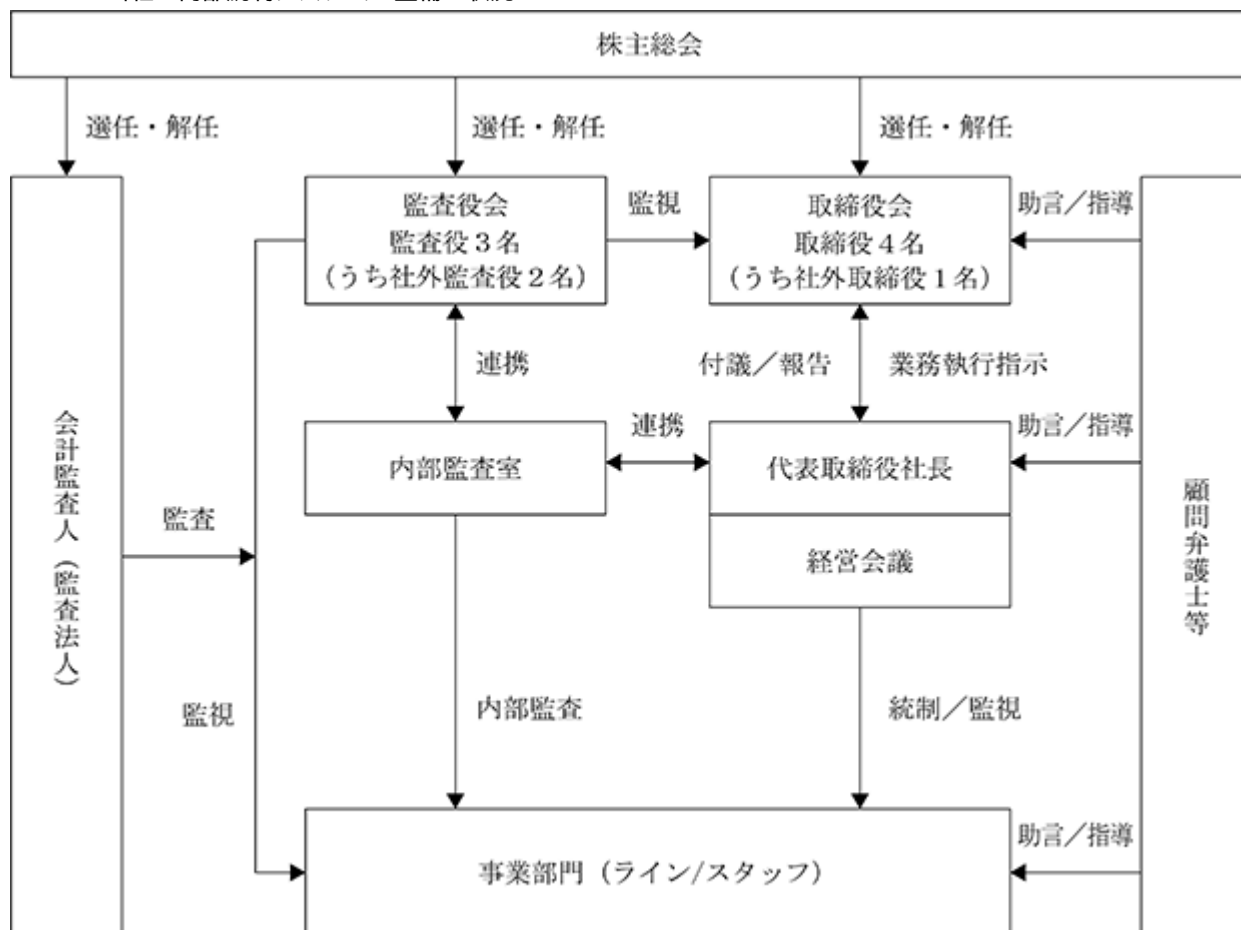 株主総会
選任・解任
選任・解任
選任・解任
監査役会
監査役３名
（うち社外監査役２名）
監視
取締役会
取締役４名
（うち社外取締役１名）
助言／指導
連携
付議／報告
業務執行指示
会計監査人（監査法人）
監査
内部監査室
連携
代表取締役社長
経営会議
助言／指導
顧問弁護士等
監視
内部監査
統制／監視
事業部門（ライン/スタッフ）
助言／指導